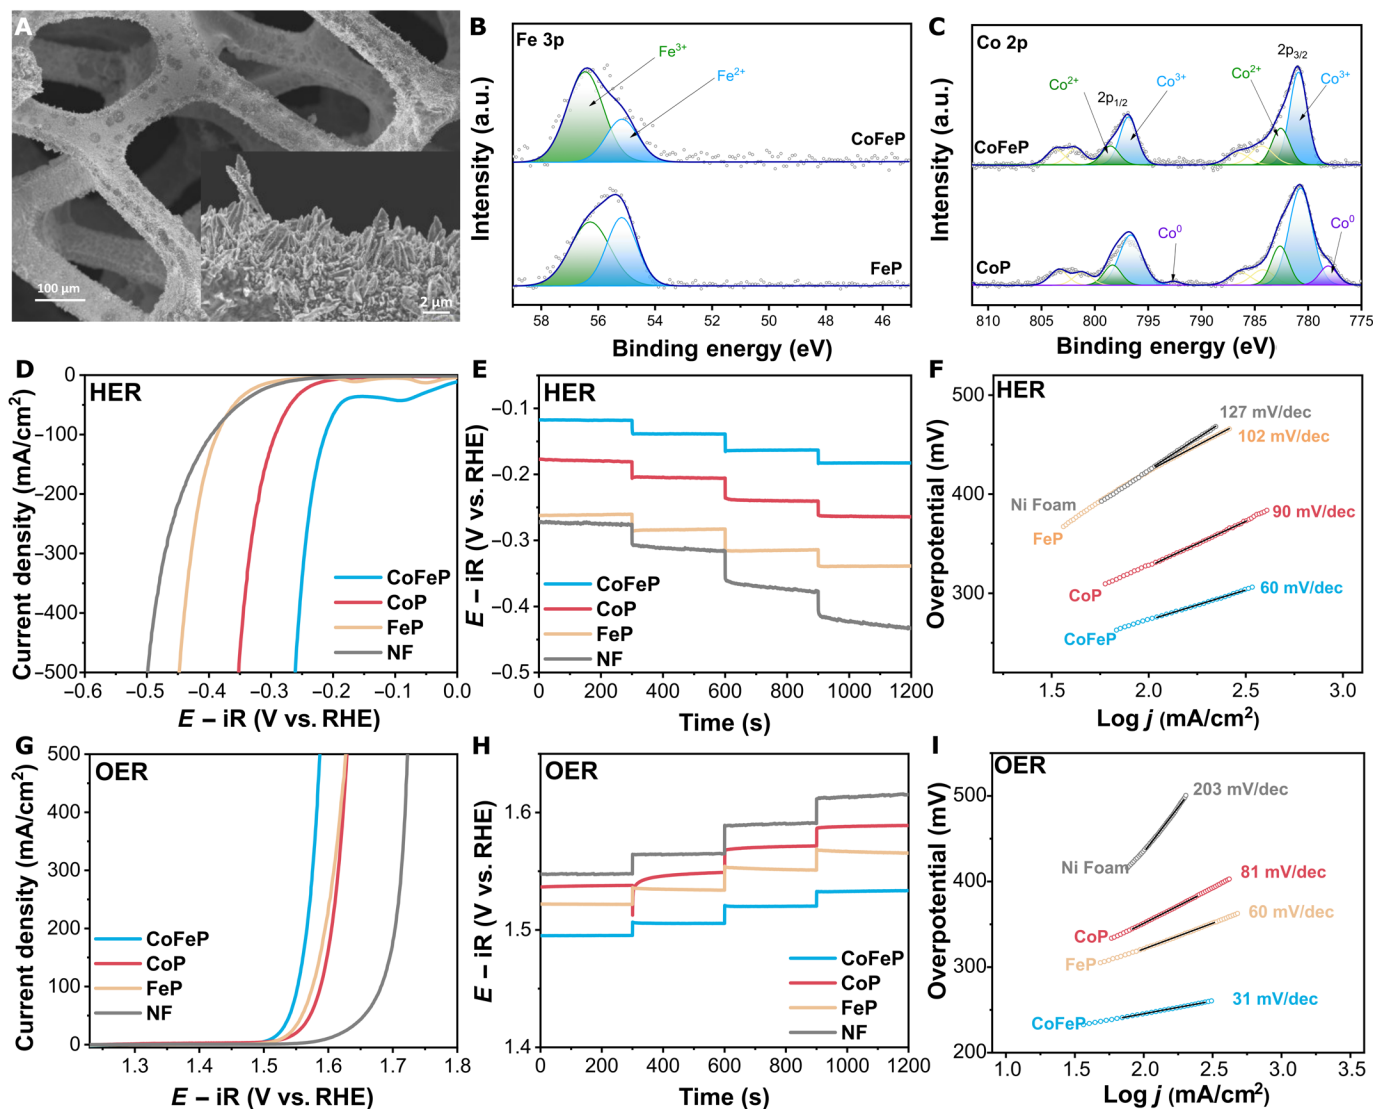 A
100 µm
2 µm
B
Fe 3p
Fe3+
Fe2+
CoFeP
FeP
Intensity (a.u.)
58 56 54 52 50 48 46
Binding energy (eV)
C
Co 2p
2p3/2
Co2+
Co3+
Co2+
Co3+
2p1/2
CoFeP
Co0
Co0
CoP
Intensity (a.u.)
810 805 800 795 790 785 780 775
Binding energy (eV)
D
HER
0
−100
−200
−300
−400
−500
CoFeP
CoP
FeP
NF
Current density (mA/cm2)
−0.6 −0.5 −0.4 −0.3 −0.2 −0.1 0.0
E − iR (V vs. RHE)
E
HER
−0.1
−0.2
−0.3
−0.4
−0.5
CoFeP
CoP
FeP
NF
E − iR (V vs. RHE)
0 200 400 600 800 1000 1200
Time (s)
F
HER
500
400
300
127 mV/dec
102 mV/dec
Ni Foam
FeP
90 mV/dec
CoP
60 mV/dec
CoFeP
Overpotential (mV)
1.5 2.0 2.5 3.0
Log j (mA/cm2)
G
OER
500
400
300
200
100
0
CoFeP
CoP
FeP
NF
Current density (mA/cm2)
1.3 1.4 1.5 1.6 1.7 1.8
E − iR (V vs. RHE)
H
OER
1.6
1.5
1.4
CoFeP
CoP
FeP
NF
E − iR (V vs. RHE)
0 200 400 600 800 1000 1200
Time (s)
I
OER
500
400
300
200
203 mV/dec
Ni Foam
81 mV/dec
CoP
60 mV/dec
FeP
31 mV/dec
CoFeP
Overpotential (mV)
1.0 1.5 2.0 2.5 3.0 3.5
Log j (mA/cm2)